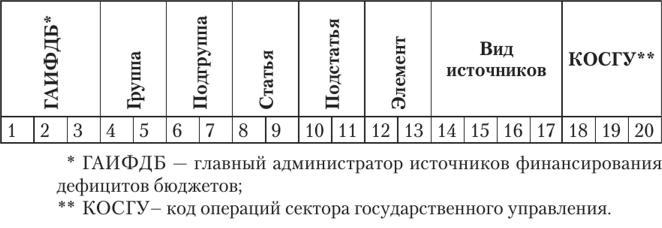 ГАИФДБ* Группа Подгруппа Статья Подстатья Элемент Вид источников КОСГУ**
1 2 3 4 5 6 7 8 9 10 11 12 13 14 15 16 17 18 19 20
* ГАИФДБ — главный администратор источников финансирования
дефицитов бюджетов;
** КОСГУ– код операций сектора государственного управления.